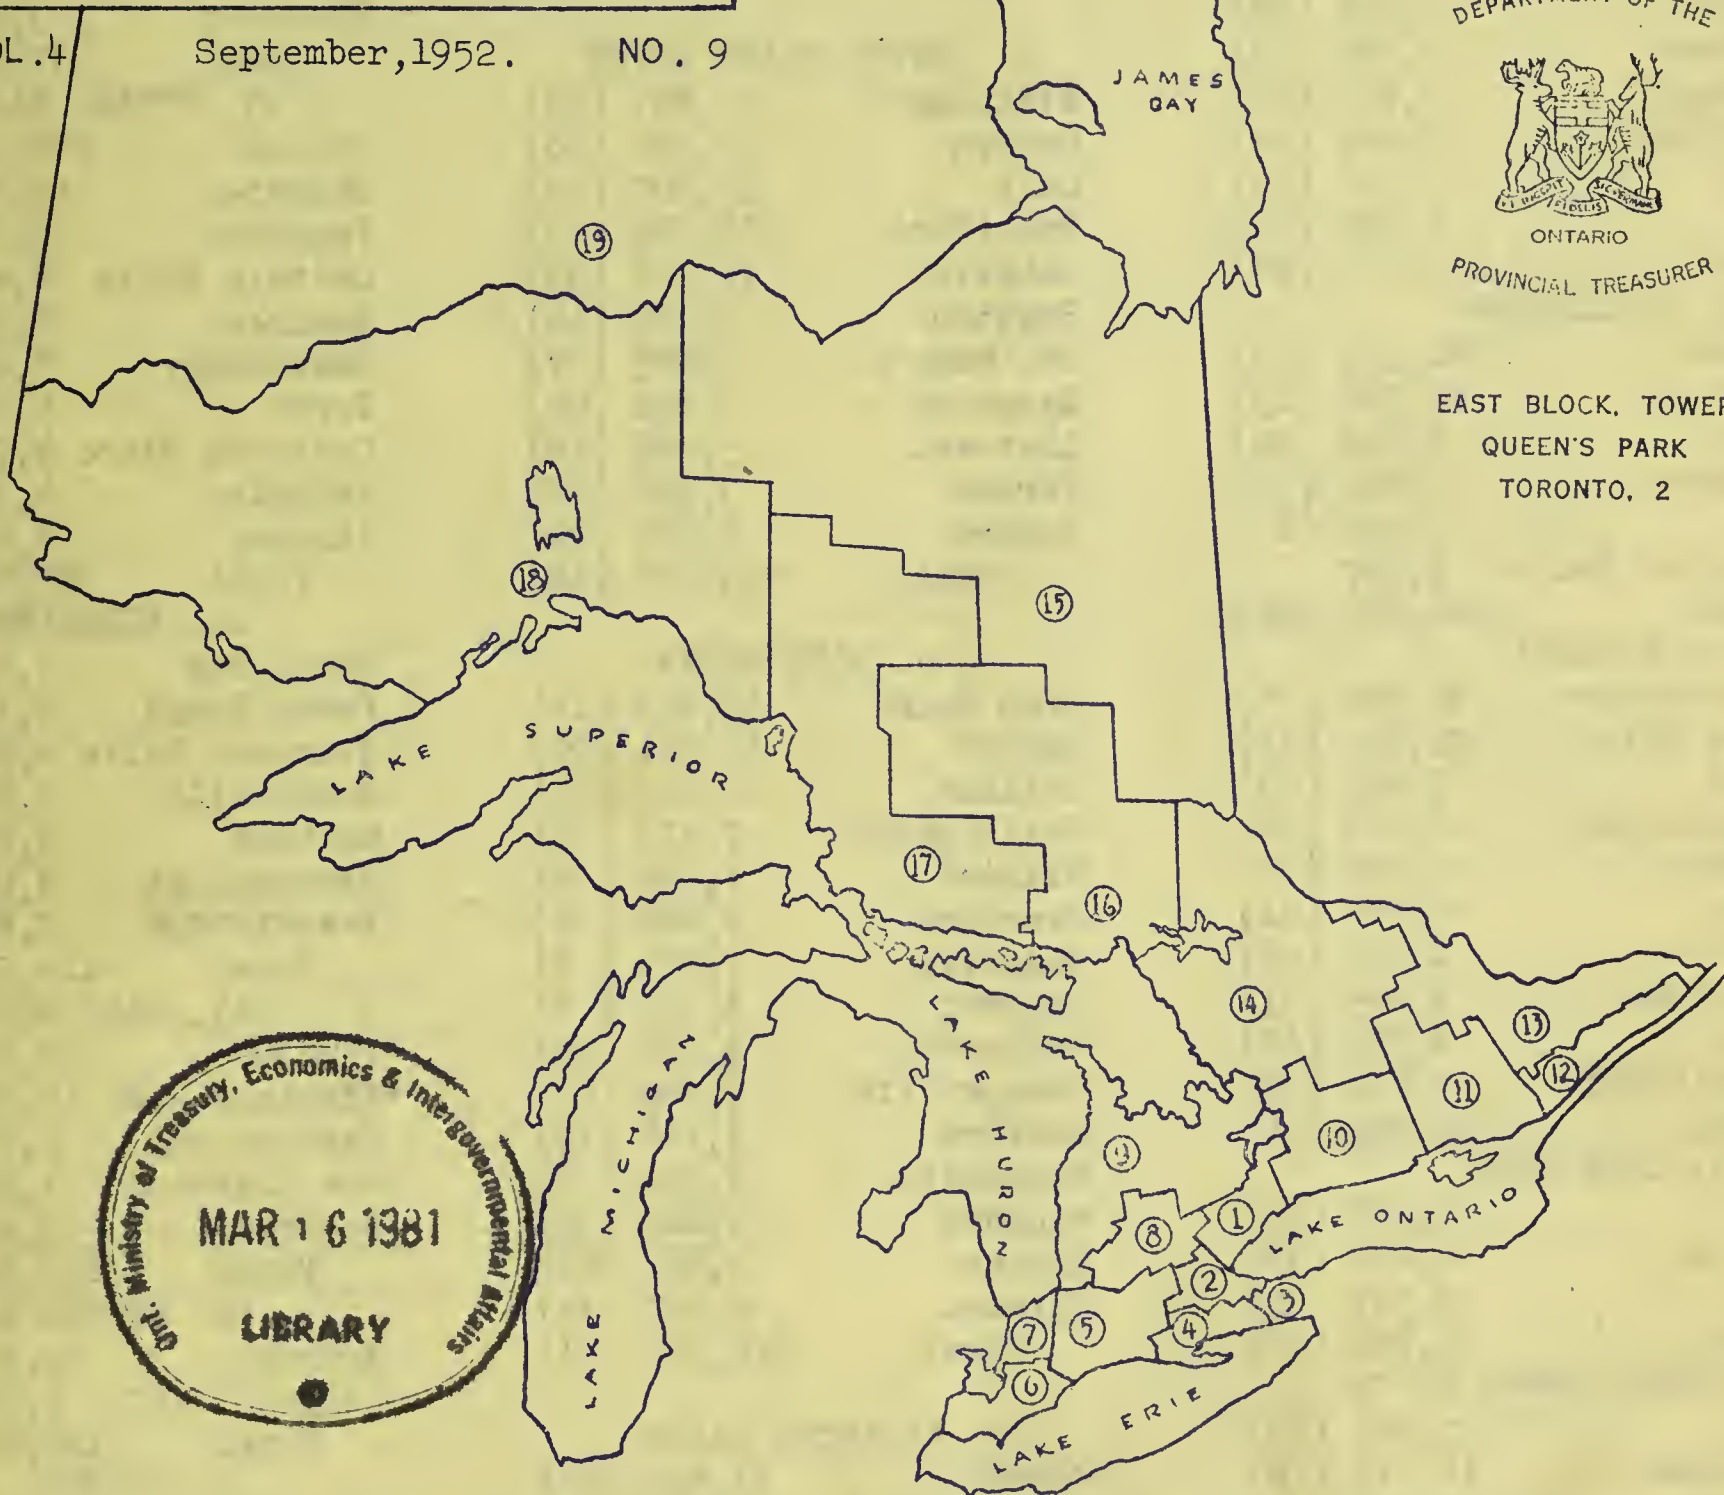 September,1952. NO. 9
DEPARTMENT OF THE
ONTARIO
PROVINCIAL TREASURER
EAST BLOCK, TOWER
QUEEN'S PARK
TORONTO, 2
JAMES
BAY
19
18
15
LAKE SUPERIOR
17
16
14
13
12
11
10
9
8
1
2
3
4
5
7
6
LAKE MICHIGAN
LAKE HURON
LAKE ONTARIO
LAKE ERIE
Ont. Ministry of Treasury, Economics & Intergovernmental Affairs
MAR 16 1981
LIBRARY